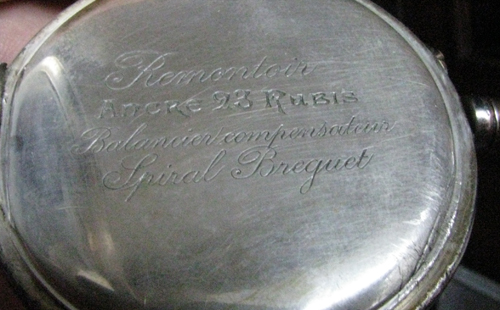 Remontoir
ANCRE 23 RUBIS
Balancier compensateur
Spiral Breguet